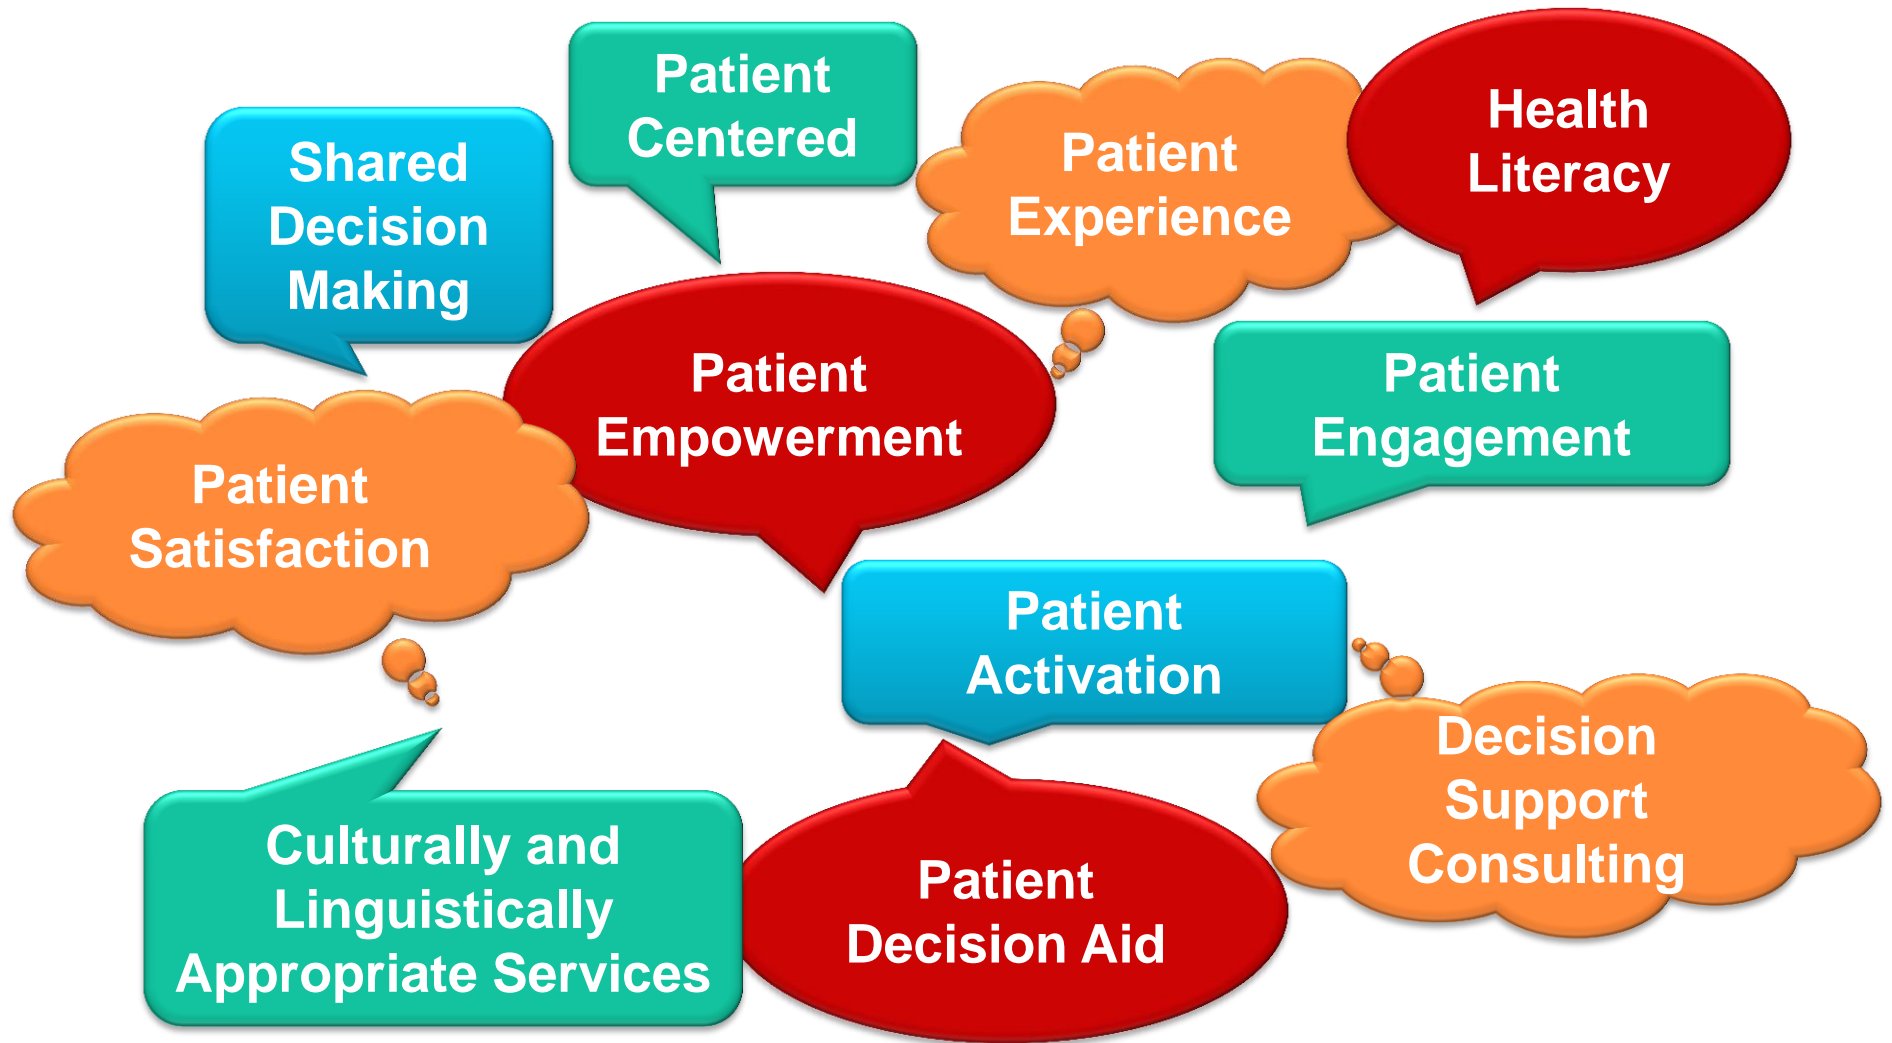 Patient
Centered
Health
Literacy
Patient
Experience
Shared
Decision
Making
Patient
Empowerment
Patient
Engagement
Patient
Satisfaction
Patient
Activation
Decision
Support
Consulting
Culturally and
Linguistically
Appropriate Services
Patient
Decision Aid